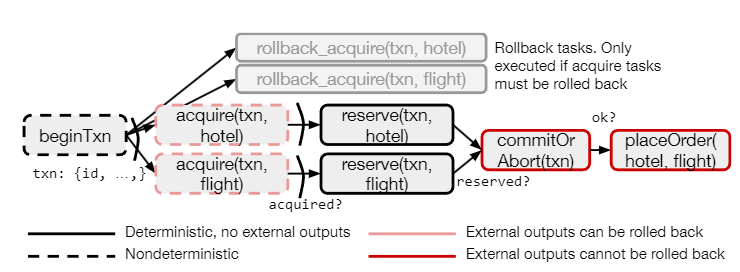 rollback_acquire(txn, hotel)
rollback_acquire(txn, flight)
Rollback tasks. Only
executed if acquire tasks
must be rolled back
beginTxn
txn: {id, …,}
acquire(txn,
hotel)
acquire(txn,
flight)
acquired?
reserve(txn,
hotel)
reserve(txn,
flight)
reserved?
commitOr
Abort(txn)
ok?
placeOrder(
hotel, flight)
Deterministic, no external outputs
Nondeterministic
External outputs can be rolled back
External outputs cannot be rolled back